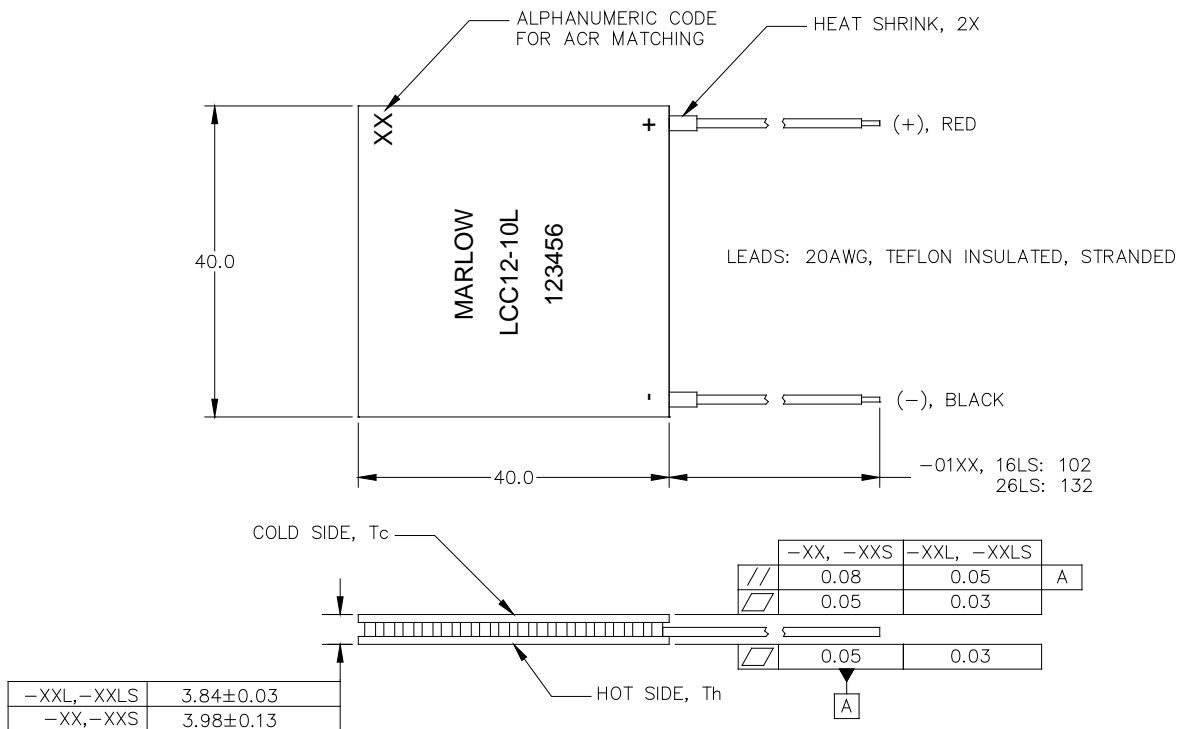 ALPHANUMERIC CODE
FOR ACR MATCHING
HEAT SHRINK, 2X
XX
+
(+), RED
40.0
MARLOW
LCC12-10L
123456
LEADS: 20AWG, TEFLON INSULATED, STRANDED
-
(-), BLACK
40.0
-01XX, 16LS: 102
26LS: 132
COLD SIDE, Tc
-XX, -XXS -XXL, -XXLS
// 0.08 0.05 A
0.05 0.03
0.05 0.03
A
HOT SIDE, Th
-XXL,-XXLS 3.84±0.03
-XX,-XXS 3.98±0.13